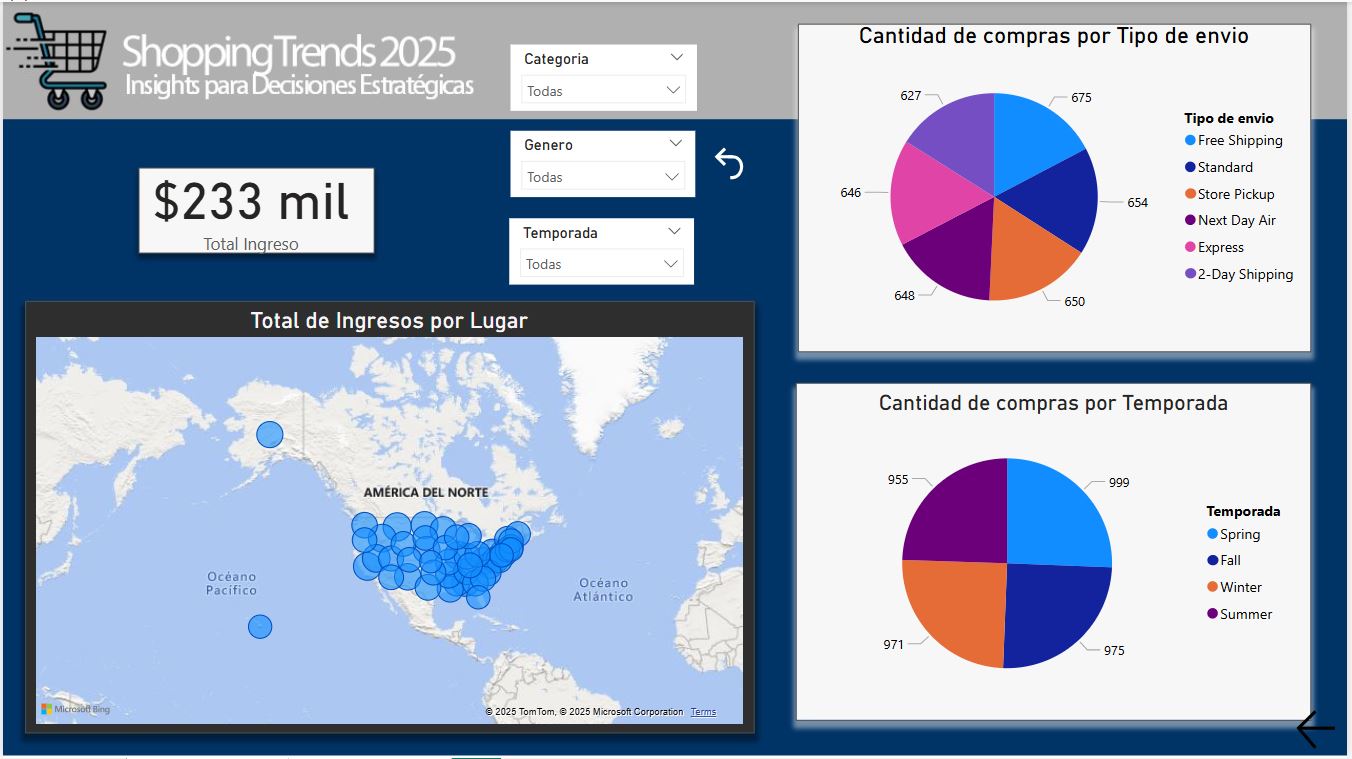 Shopping Trends 2025
Insights para Decisiones Estratégicas
Categoria
Todas
Genero
Todas
Temporada
Todas
$233 mil
Total Ingreso
Total de Ingresos por Lugar
AMÉRICA DEL NORTE
Océano
Pacífico
Océano
Atlántico
Microsoft Bing
© 2025 TomTom, © 2025 Microsoft Corporation Terms
Cantidad de compras por Tipo de envio
627
675
646
654
648
650
Tipo de envio
Free Shipping
Standard
Store Pickup
Next Day Air
Express
2-Day Shipping
Cantidad de compras por Temporada
955
999
971
975
Temporada
Spring
Fall
Winter
Summer